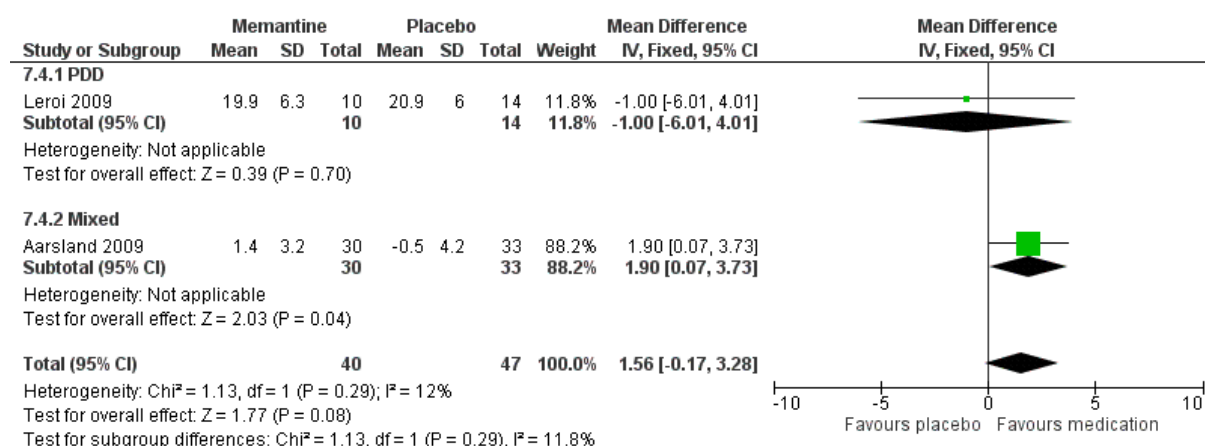 Memantine Placebo Mean Difference Mean Difference
Study or Subgroup Mean SD Total Mean SD Total Weight IV, Fixed, 95% CI IV, Fixed, 95% CI
7.4.1 PDD
Leroi 2009 19.9 6.3 10 20.9 6 14 11.8% -1.00 [-6.01, 4.01]
Subtotal (95% CI) 10 14 11.8% -1.00 [-6.01, 4.01]
Heterogeneity: Not applicable
Test for overall effect: Z = 0.39 (P = 0.70)
7.4.2 Mixed
Aarsland 2009 1.4 3.2 30 -0.5 4.2 33 88.2% 1.90 [0.07, 3.73]
Subtotal (95% CI) 30 33 88.2% 1.90 [0.07, 3.73]
Heterogeneity: Not applicable
Test for overall effect: Z = 2.03 (P = 0.04)
Total (95% CI) 40 47 100.0% 1.56 [-0.17, 3.28]
Heterogeneity: Chi² = 1.13, df = 1 (P = 0.29); I² = 12%
Test for overall effect: Z = 1.77 (P = 0.08)
Test for subgroup differences: Chi² = 1.13, df = 1 (P = 0.29), I² = 11.8%
-10 -5 0 5 10
Favours placebo Favours medication